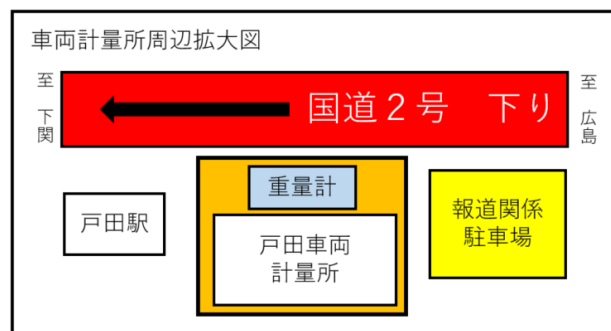 車両計量所周辺拡大図
至 下関
国道２号　下り
至 広島
重量計
戸田駅
戸田車両
計量所
報道関係
駐車場